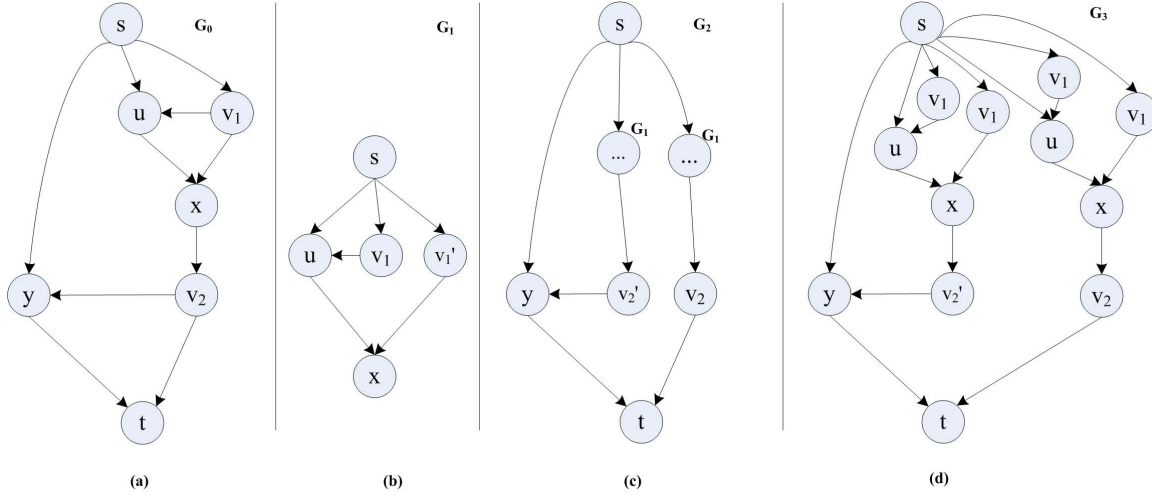 s
G₀
u
v₁
x
y
v₂
t
(a)
G₁
s
u
v₁
v₁'
x
(b)
s
G₂
G₁
G₁
...
...
y
v₂'
v₂
t
(c)
s
G₃
v₁
v₁
v₁
v₁
u
u
x
x
y
v₂'
v₂
t
(d)